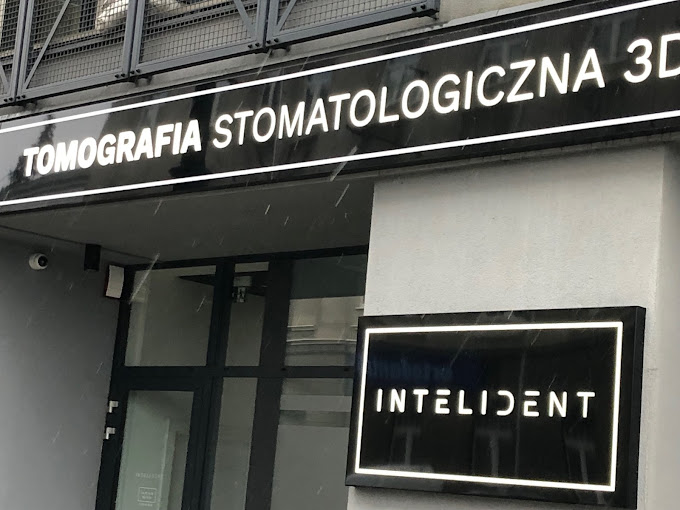 TOMOGRAFIA STOMATOLOGICZNA 3D
INTELIDENT